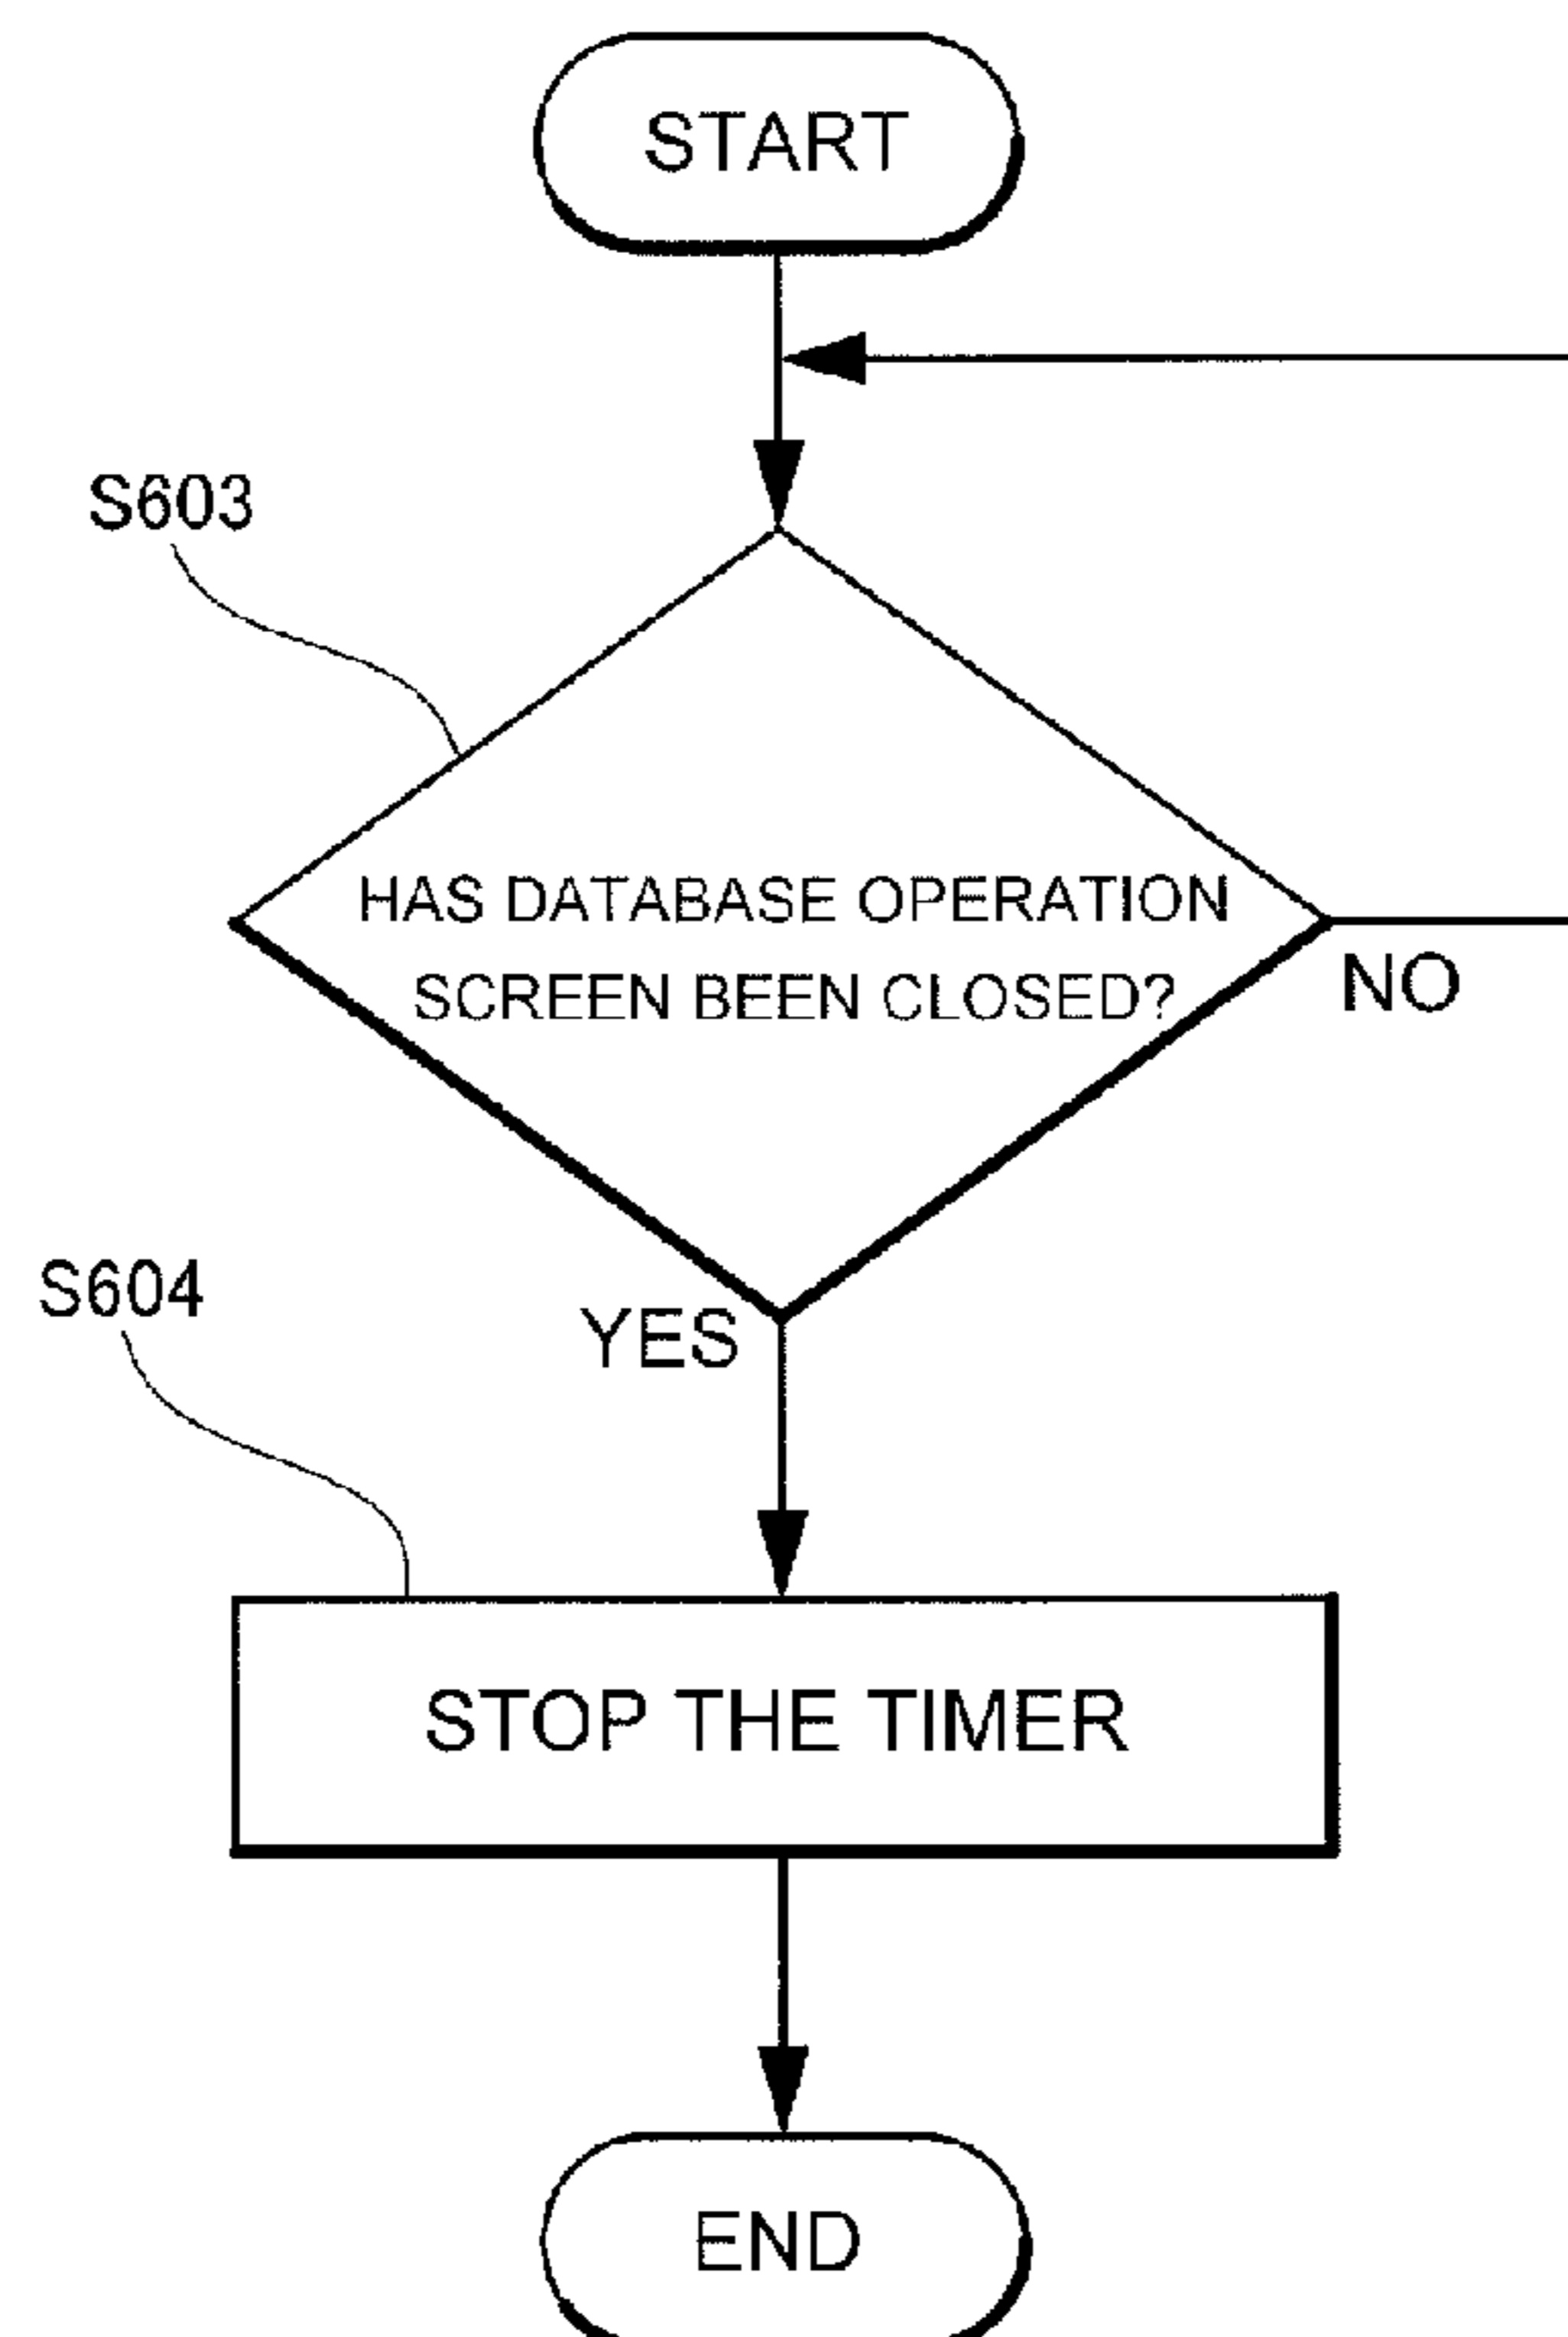 START
S603
HAS DATABASE OPERATION
SCREEN BEEN CLOSED?
NO
S604
YES
STOP THE TIMER
END